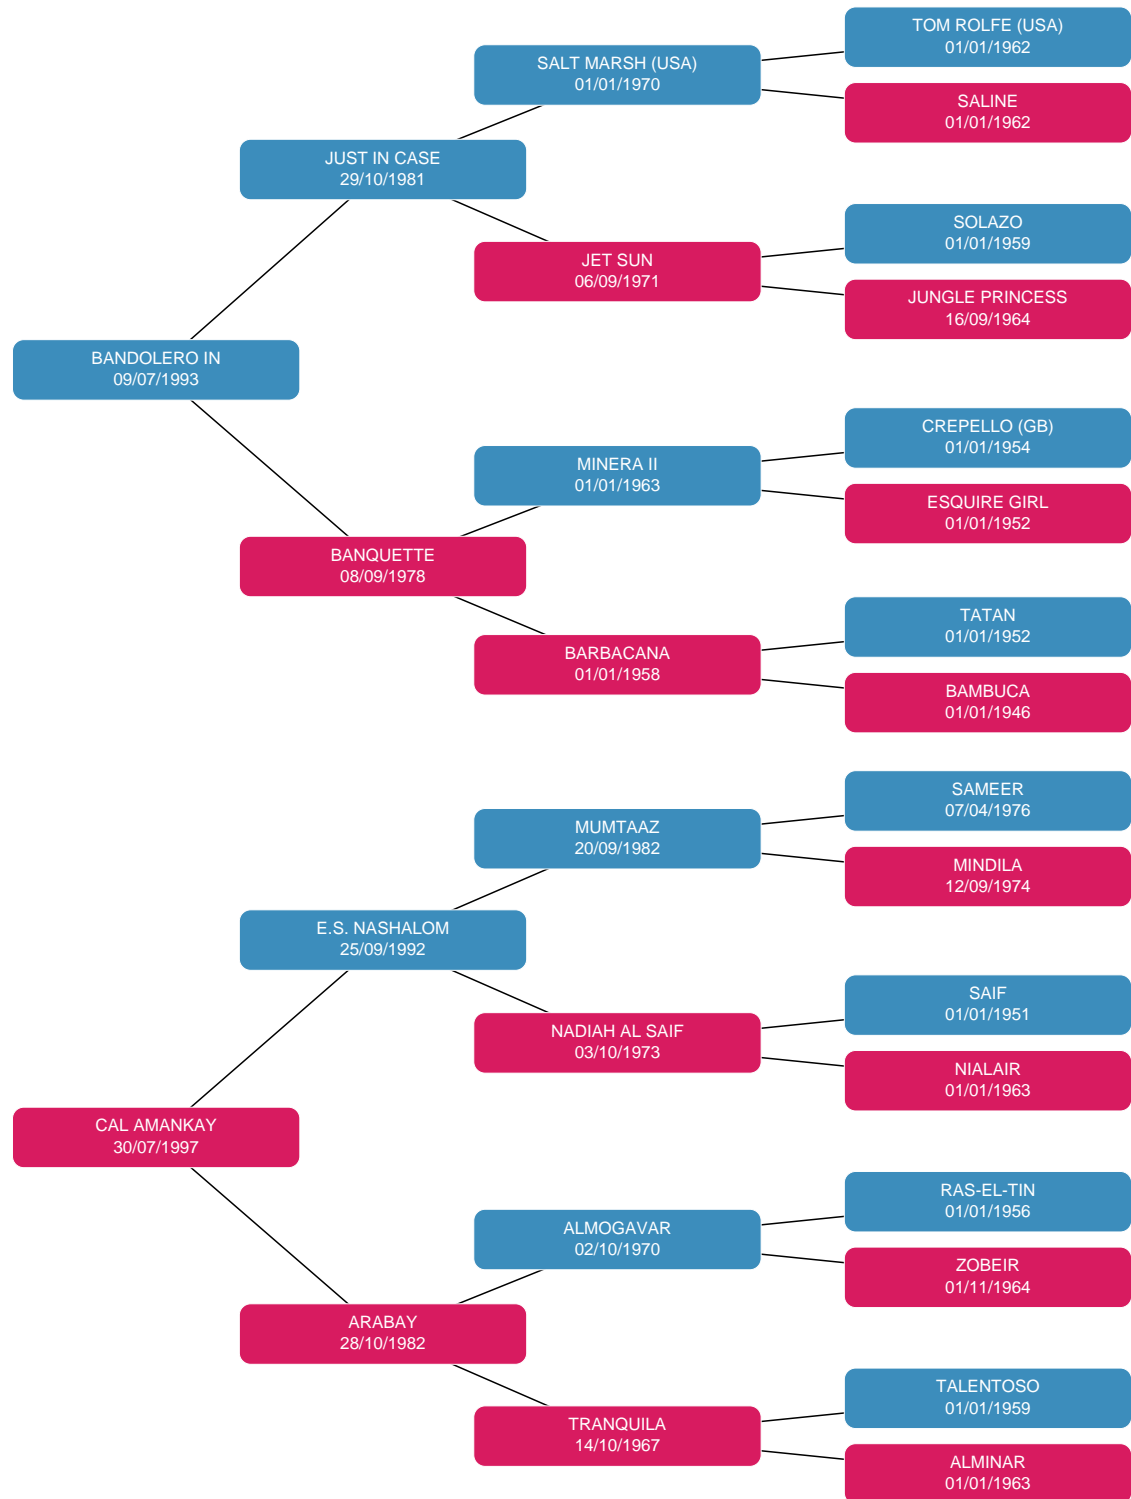 TOM ROLFE (USA)
01/01/1962
SALT MARSH (USA)
01/01/1970
SALINE
01/01/1962
JUST IN CASE
29/10/1981
SOLAZO
01/01/1959
JET SUN
06/09/1971
JUNGLE PRINCESS
16/09/1964
BANDOLERO IN
09/07/1993
CREPELLO (GB)
01/01/1954
MINERA II
01/01/1963
ESQUIRE GIRL
01/01/1952
BANQUETTE
08/09/1978
TATAN
01/01/1952
BARBACANA
01/01/1958
BAMBUCA
01/01/1946
SAMEER
07/04/1976
MUMTAAZ
20/09/1982
MINDILA
12/09/1974
E.S. NASHALOM
25/09/1992
SAIF
01/01/1951
NADIAH AL SAIF
03/10/1973
NIALAIR
01/01/1963
CAL AMANKAY
30/07/1997
RAS-EL-TIN
01/01/1956
ALMOGAVAR
02/10/1970
ZOBEIR
01/11/1964
ARABAY
28/10/1982
TALENTOSO
01/01/1959
TRANQUILA
14/10/1967
ALMINAR
01/01/1963